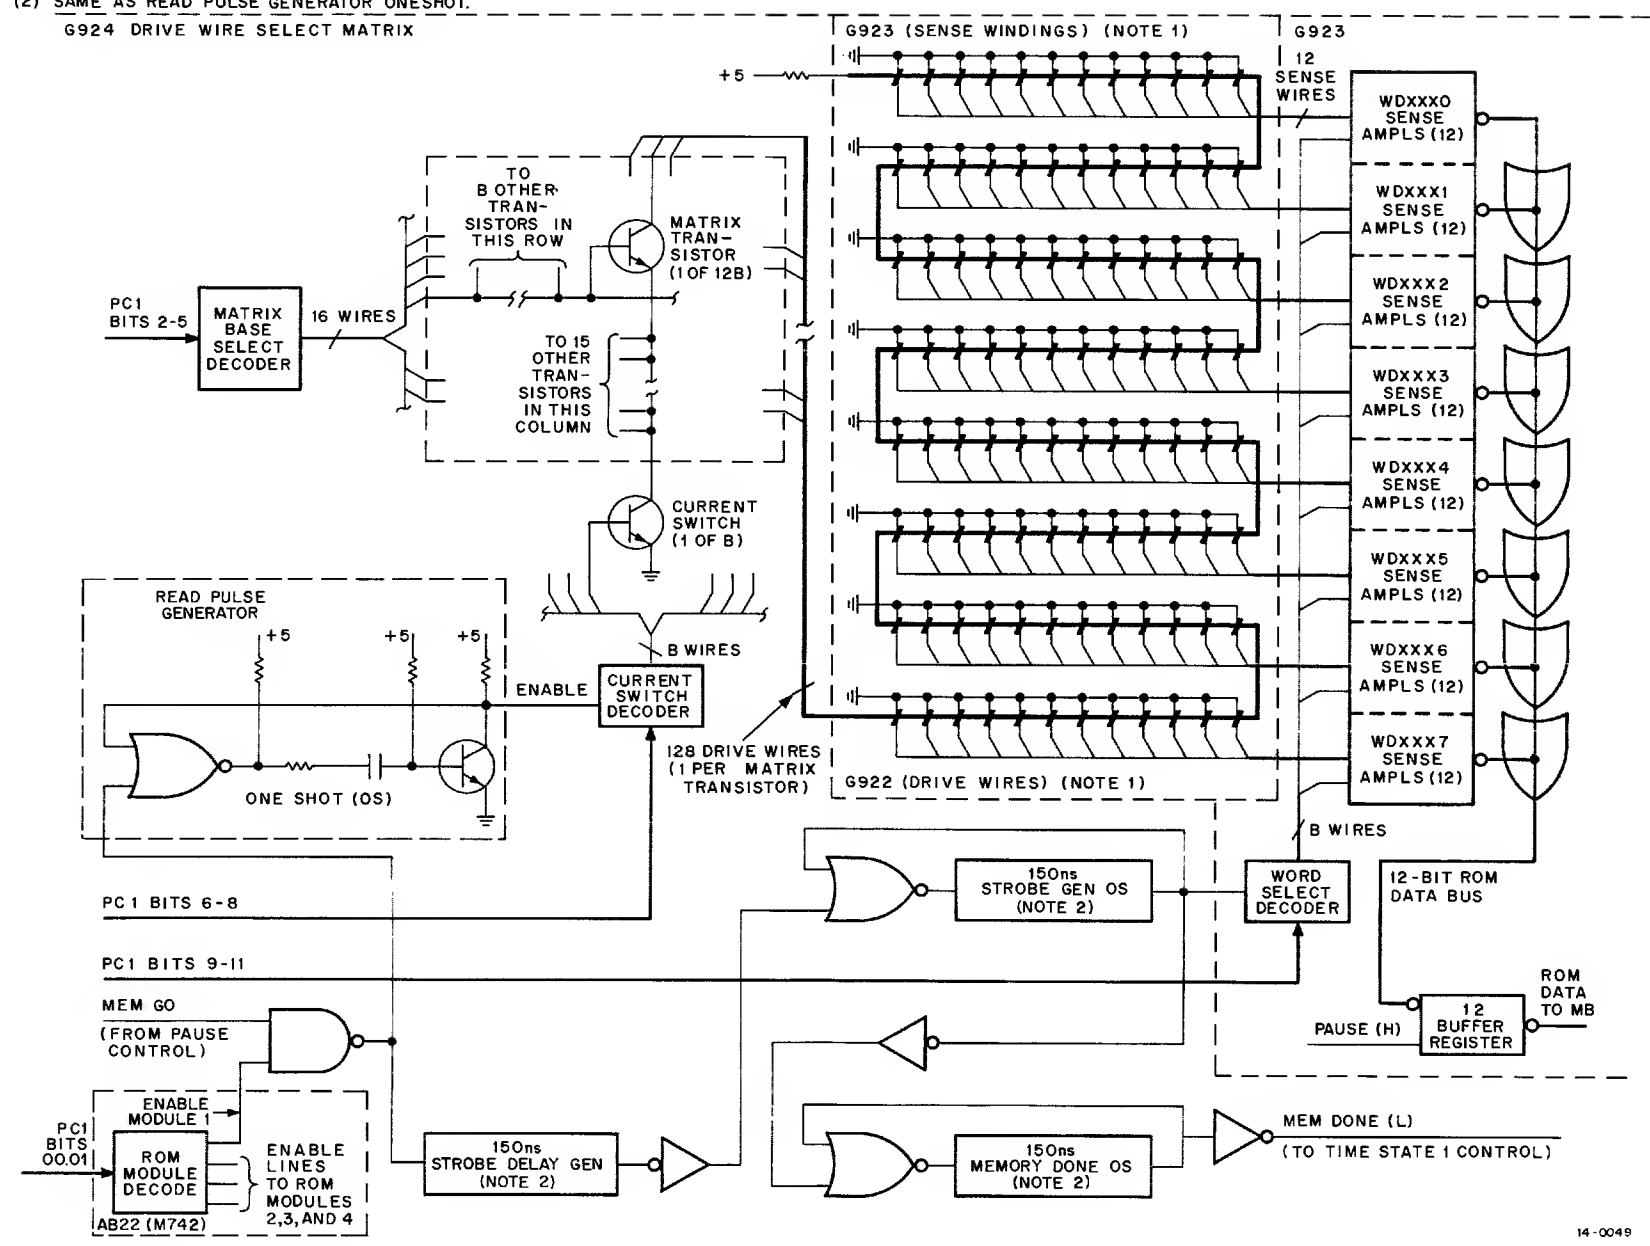 (2) SAME AS READ PULSE GENERATOR ONESHOT.
G924 DRIVE WIRE SELECT MATRIX
G923 (SENSE WINDINGS) (NOTE 1)
G923
+5
12
SENSE
WIRES
WDXXX0
SENSE
AMPLS (12)
WDXXX1
SENSE
AMPLS (12)
WDXXX2
SENSE
AMPLS (12)
WDXXX3
SENSE
AMPLS (12)
WDXXX4
SENSE
AMPLS (12)
WDXXX5
SENSE
AMPLS (12)
WDXXX6
SENSE
AMPLS (12)
WDXXX7
SENSE
AMPLS (12)
TO
8 OTHER
TRAN-
SISTORS IN
THIS ROW
MATRIX
TRAN-
SISTOR
(1 OF 128)
PC1
BITS 2-5
MATRIX
BASE
SELECT
DECODER
16 WIRES
TO 15
OTHER
TRAN-
SISTORS
IN THIS
COLUMN
CURRENT
SWITCH
(1 OF 8)
READ PULSE
GENERATOR
+5
+5
+5
8 WIRES
ENABLE
CURRENT
SWITCH
DECODER
ONE SHOT (OS)
128 DRIVE WIRES
(1 PER MATRIX
TRANSISTOR)
G922 (DRIVE WIRES) (NOTE 1)
8 WIRES
PC1 BITS 6-8
150ns
STROBE GEN OS
(NOTE 2)
WORD
SELECT
DECODER
12-BIT ROM
DATA BUS
PC1 BITS 9-11
MEM GO
(FROM PAUSE
CONTROL)
PAUSE (H)
12
BUFFER
REGISTER
ROM
DATA
TO MB
ENABLE
MODULE 1
PC1
BITS
00.01
ROM
MODULE
DECODE
ENABLE
LINES
TO ROM
MODULES
2,3, AND 4
AB22 (M742)
150ns
STROBE DELAY GEN
(NOTE 2)
150ns
MEMORY DONE OS
(NOTE 2)
MEM DONE (L)
(TO TIME STATE 1 CONTROL)
14-0049